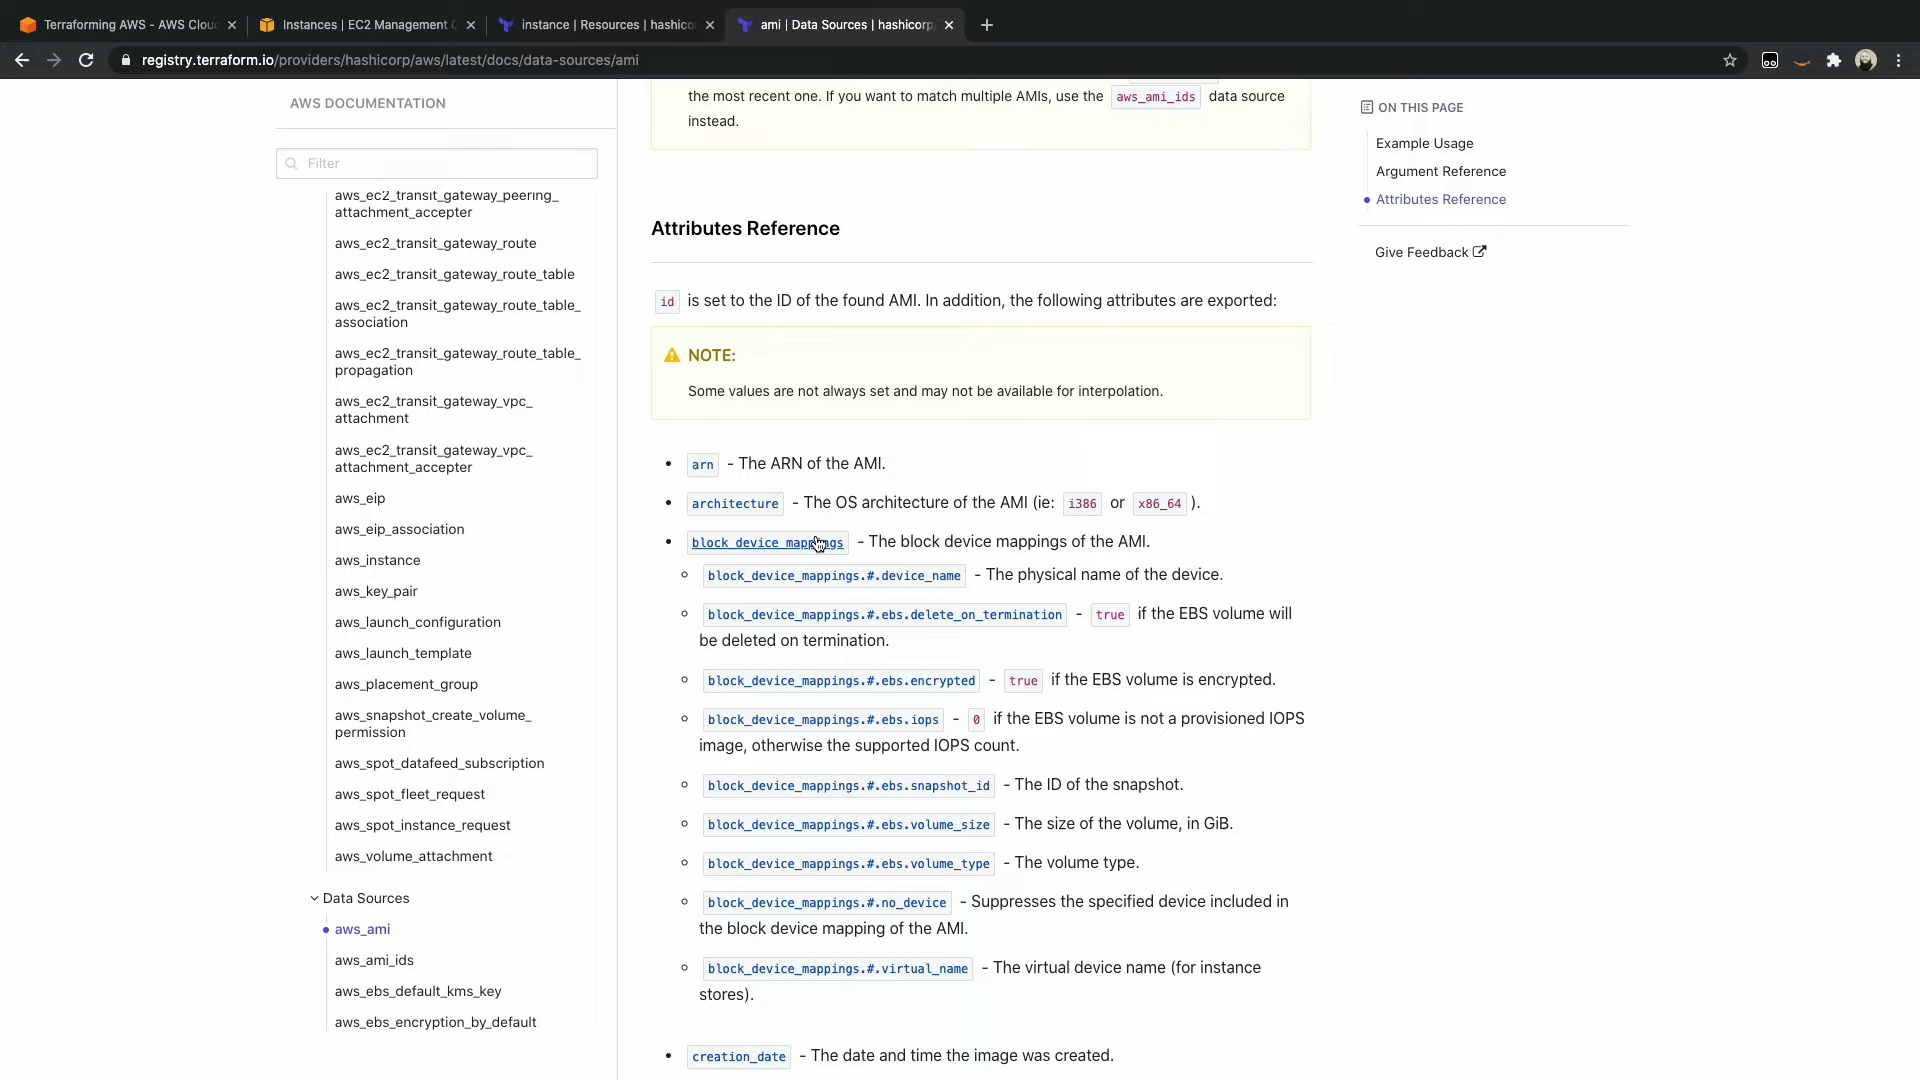 Terraforming AWS - AWS Clou
Instances | EC2 Management C
instance | Resources | hashicor
ami | Data Sources | hashicorp
registry.terraform.io/providers/hashicorp/aws/latest/docs/data-sources/ami
AWS DOCUMENTATION
Filter
aws_ec2_transit_gateway_peering_
attachment_accepter
aws_ec2_transit_gateway_route
aws_ec2_transit_gateway_route_table
aws_ec2_transit_gateway_route_table_
association
aws_ec2_transit_gateway_route_table_
propagation
aws_ec2_transit_gateway_vpc_
attachment
aws_ec2_transit_gateway_vpc_
attachment_accepter
aws_eip
aws_eip_association
aws_instance
aws_key_pair
aws_launch_configuration
aws_launch_template
aws_placement_group
aws_snapshot_create_volume_
permission
aws_spot_datafeed_subscription
aws_spot_fleet_request
aws_spot_instance_request
aws_volume_attachment
Data Sources
aws_ami
aws_ami_ids
aws_ebs_default_kms_key
aws_ebs_encryption_by_default
the most recent one. If you want to match multiple AMIs, use the aws_ami_ids data source
instead.
Attributes Reference
id is set to the ID of the found AMI. In addition, the following attributes are exported:
NOTE:
Some values are not always set and may not be available for interpolation.
• arn - The ARN of the AMI.
• architecture - The OS architecture of the AMI (ie: i386 or x86_64 ).
• block_device_mappings - The block device mappings of the AMI.
block_device_mappings.#.device_name - The physical name of the device.
block_device_mappings.#.ebs.delete_on_termination - true if the EBS volume will
be deleted on termination.
block_device_mappings.#.ebs.encrypted - true if the EBS volume is encrypted.
block_device_mappings.#.ebs.iops - 0 if the EBS volume is not a provisioned IOPS
image, otherwise the supported IOPS count.
block_device_mappings.#.ebs.snapshot_id - The ID of the snapshot.
block_device_mappings.#.ebs.volume_size - The size of the volume, in GiB.
block_device_mappings.#.ebs.volume_type - The volume type.
block_device_mappings.#.no_device - Suppresses the specified device included in
the block device mapping of the AMI.
block_device_mappings.#.virtual_name - The virtual device name (for instance
stores).
• creation_date - The date and time the image was created.
ON THIS PAGE
Example Usage
Argument Reference
Attributes Reference
Give Feedback